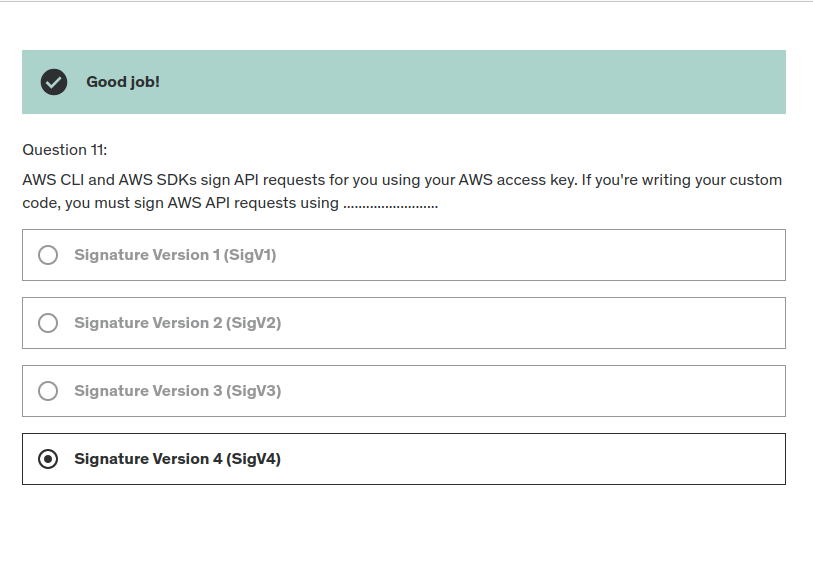 Good job!
Question 11:
AWS CLI and AWS SDKs sign API requests for you using your AWS access key. If you're writing your custom
code, you must sign AWS API requests using .........................
Signature Version 1 (SigV1)
Signature Version 2 (SigV2)
Signature Version 3 (SigV3)
Signature Version 4 (SigV4)